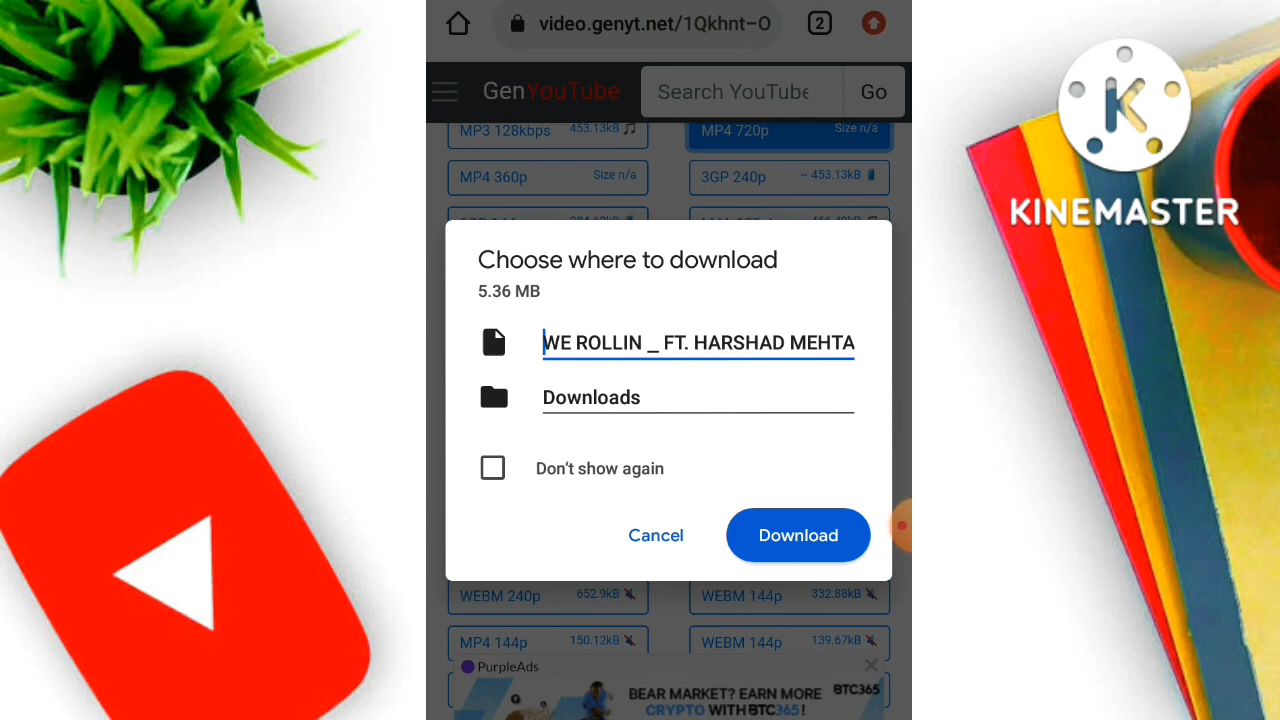 video.genyt.net/1Qkhnt–O
2
GenYouTube
Search YouTube
Go
MP3 128kbps 453.13kB
MP4 720p Size n/a
MP4 360p Size n/a
3GP 240p ~ 453.13kB
Choose where to download
5.36 MB
WE ROLLIN _ FT. HARSHAD MEHTA
Downloads
Don't show again
Cancel
Download
WEBM 240p 652.9kB
WEBM 144p 332.88kB
MP4 144p 150.12kB
WEBM 144p 139.67kB
PurpleAds
BEAR MARKET? EARN MORE
CRYPTO WITH BTC365!
BTC365
K
KINEMASTER